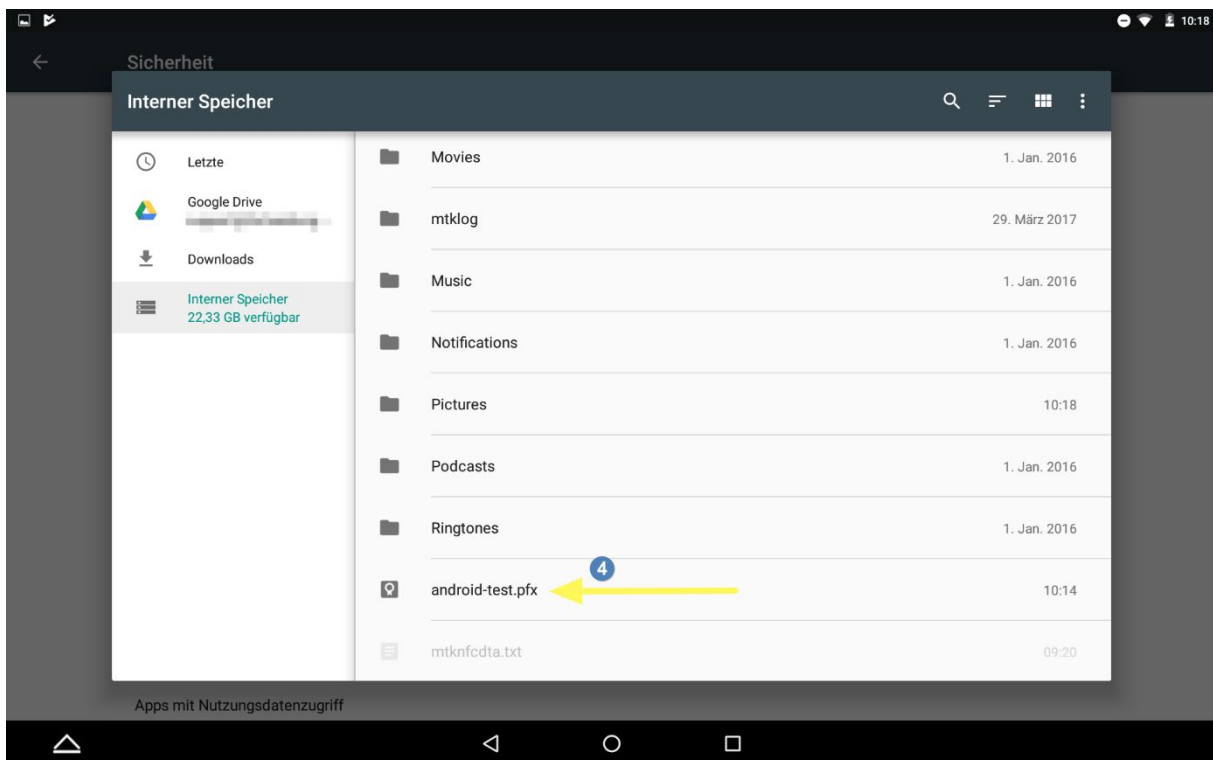 10:18
Sicherheit
Interner Speicher
Letzte
Google Drive
Downloads
Interner Speicher
22,33 GB verfügbar
Movies 1. Jan. 2016
mtklog 29. März 2017
Music 1. Jan. 2016
Notifications 1. Jan. 2016
Pictures 10:18
Podcasts 1. Jan. 2016
Ringtones 1. Jan. 2016
4
android-test.pfx 10:14
mtknfcdta.txt 09:20
Apps mit Nutzungsdatenzugriff